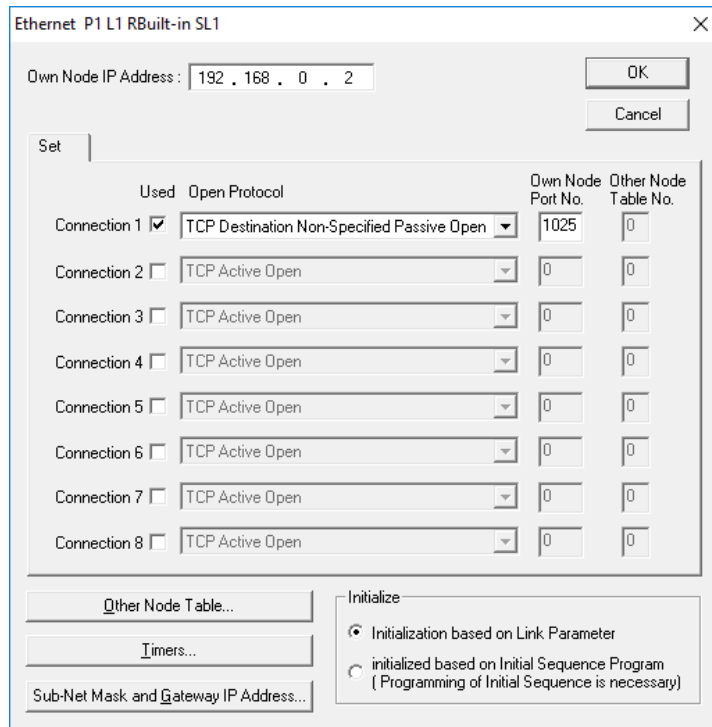 Ethernet P1 L1 RBuilt-in SL1
Own Node IP Address : 192 . 168 . 0 . 2
OK
Cancel
Set
Used Open Protocol Own Node Port No. Other Node Table No.
Connection 1 TCP Destination Non-Specified Passive Open 1025 0
Connection 2 TCP Active Open 0 0
Connection 3 TCP Active Open 0 0
Connection 4 TCP Active Open 0 0
Connection 5 TCP Active Open 0 0
Connection 6 TCP Active Open 0 0
Connection 7 TCP Active Open 0 0
Connection 8 TCP Active Open 0 0
Other Node Table...
Timers...
Sub-Net Mask and Gateway IP Address...
Initialize
Initialization based on Link Parameter
initialized based on Initial Sequence Program
( Programming of Initial Sequence is necessary)